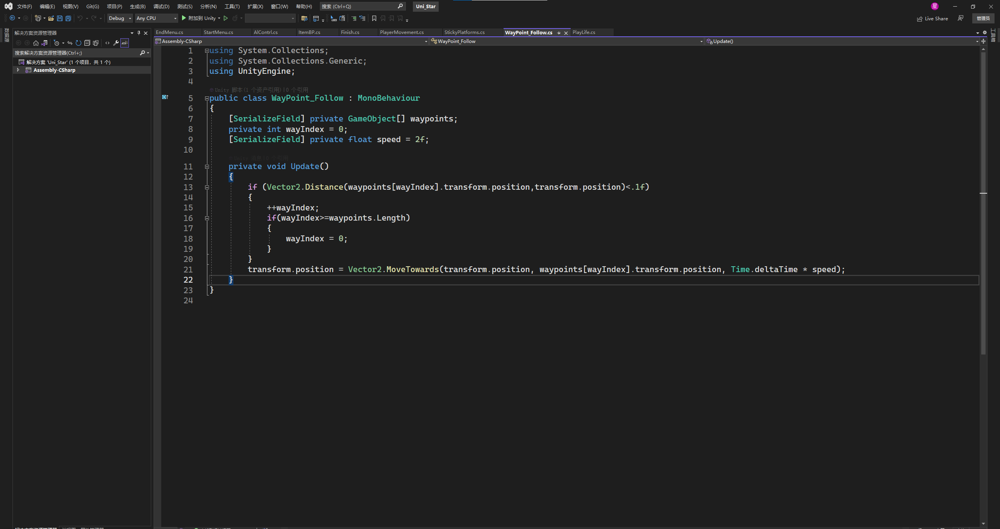 文件(F) 编辑(E) 视图(V) Git(G) 项目(P) 生成(B) 调试(D) 测试(S) 分析(N) 工具(T) 扩展(X) 窗口(W) 帮助(H) 搜索 (Ctrl+Q) Uni_Star 星
Debug Any CPU 附加到 Unity Live Share 管理员
数据源
解决方案资源管理器
搜索解决方案资源管理器(Ctrl+;)
解决方案 'Uni_Star' (1 个项目，共 1 个)
Assembly-CSharp
EndMenu.cs StartMenu.cs AlContrl.cs ItemBP.cs Finish.cs PlayerMovement.cs StickyPlatforms.cs WayPoint_Follow.cs PlayLife.cs
工具箱
Assembly-CSharp WayPoint_Follow Update()
1 using System.Collections;
2 using System.Collections.Generic;
3 using UnityEngine;
4
Unity 脚本(1 个资产引用)|0 个引用
5 public class WayPoint_Follow : MonoBehaviour
6 {
7 [SerializeField] private GameObject[] waypoints;
8 private int wayIndex = 0;
9 [SerializeField] private float speed = 2f;
10
Unity 消息|0 个引用
11 private void Update()
12 {
13 if (Vector2.Distance(waypoints[wayIndex].transform.position,transform.position)<.1f)
14 {
15 ++wayIndex;
16 if(wayIndex>=waypoints.Length)
17 {
18 wayIndex = 0;
19 }
20 }
21 transform.position = Vector2.MoveTowards(transform.position, waypoints[wayIndex].transform.position, Time.deltaTime * speed);
22 }
23 }
24